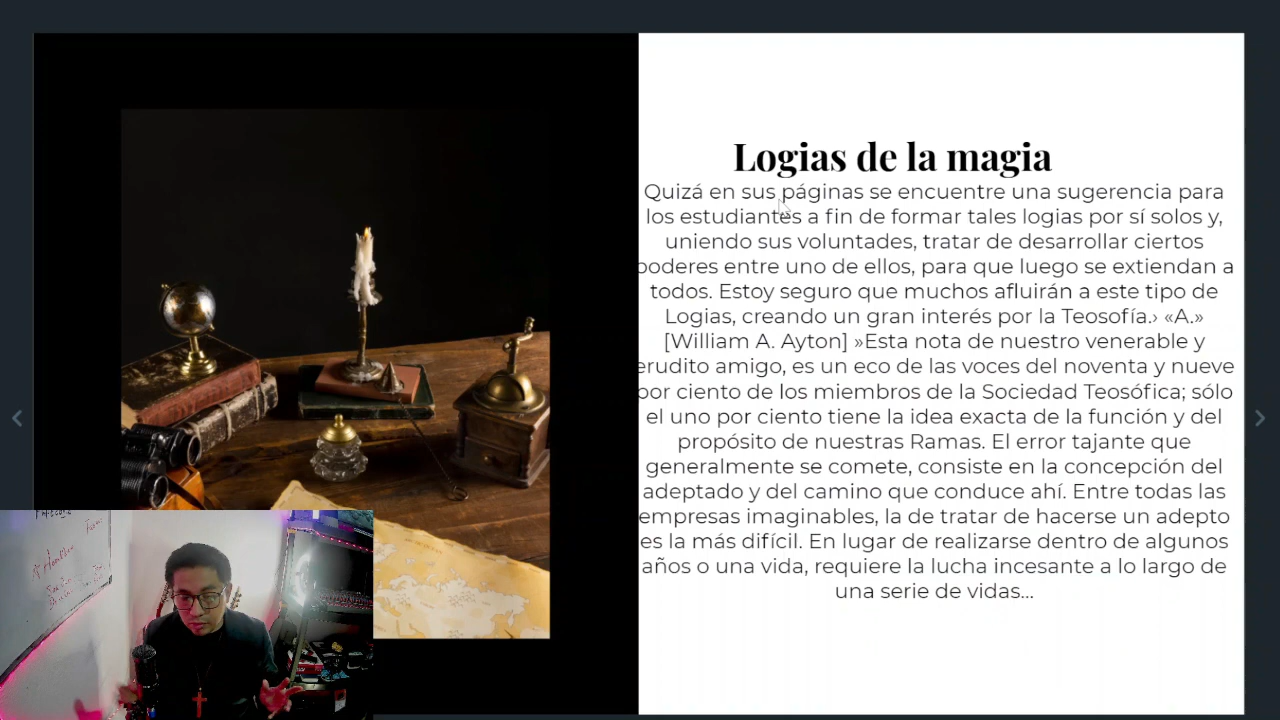 Logias de la magia
Quizá en sus páginas se encuentre una sugerencia para
los estudiantes a fin de formar tales logias por sí solos y,
uniendo sus voluntades, tratar de desarrollar ciertos
poderes entre uno de ellos, para que luego se extiendan a
todos. Estoy seguro que muchos afluirán a este tipo de
Logias, creando un gran interés por la Teosofía.› «A.»
[William A. Ayton] »Esta nota de nuestro venerable y
erudito amigo, es un eco de las voces del noventa y nueve
por ciento de los miembros de la Sociedad Teosófica; sólo
el uno por ciento tiene la idea exacta de la función y del
propósito de nuestras Ramas. El error tajante que
generalmente se comete, consiste en la concepción del
adeptado y del camino que conduce ahí. Entre todas las
empresas imaginables, la de tratar de hacerse un adepto
es la más difícil. En lugar de realizarse dentro de algunos
años o una vida, requiere la lucha incesante a lo largo de
una serie de vidas...